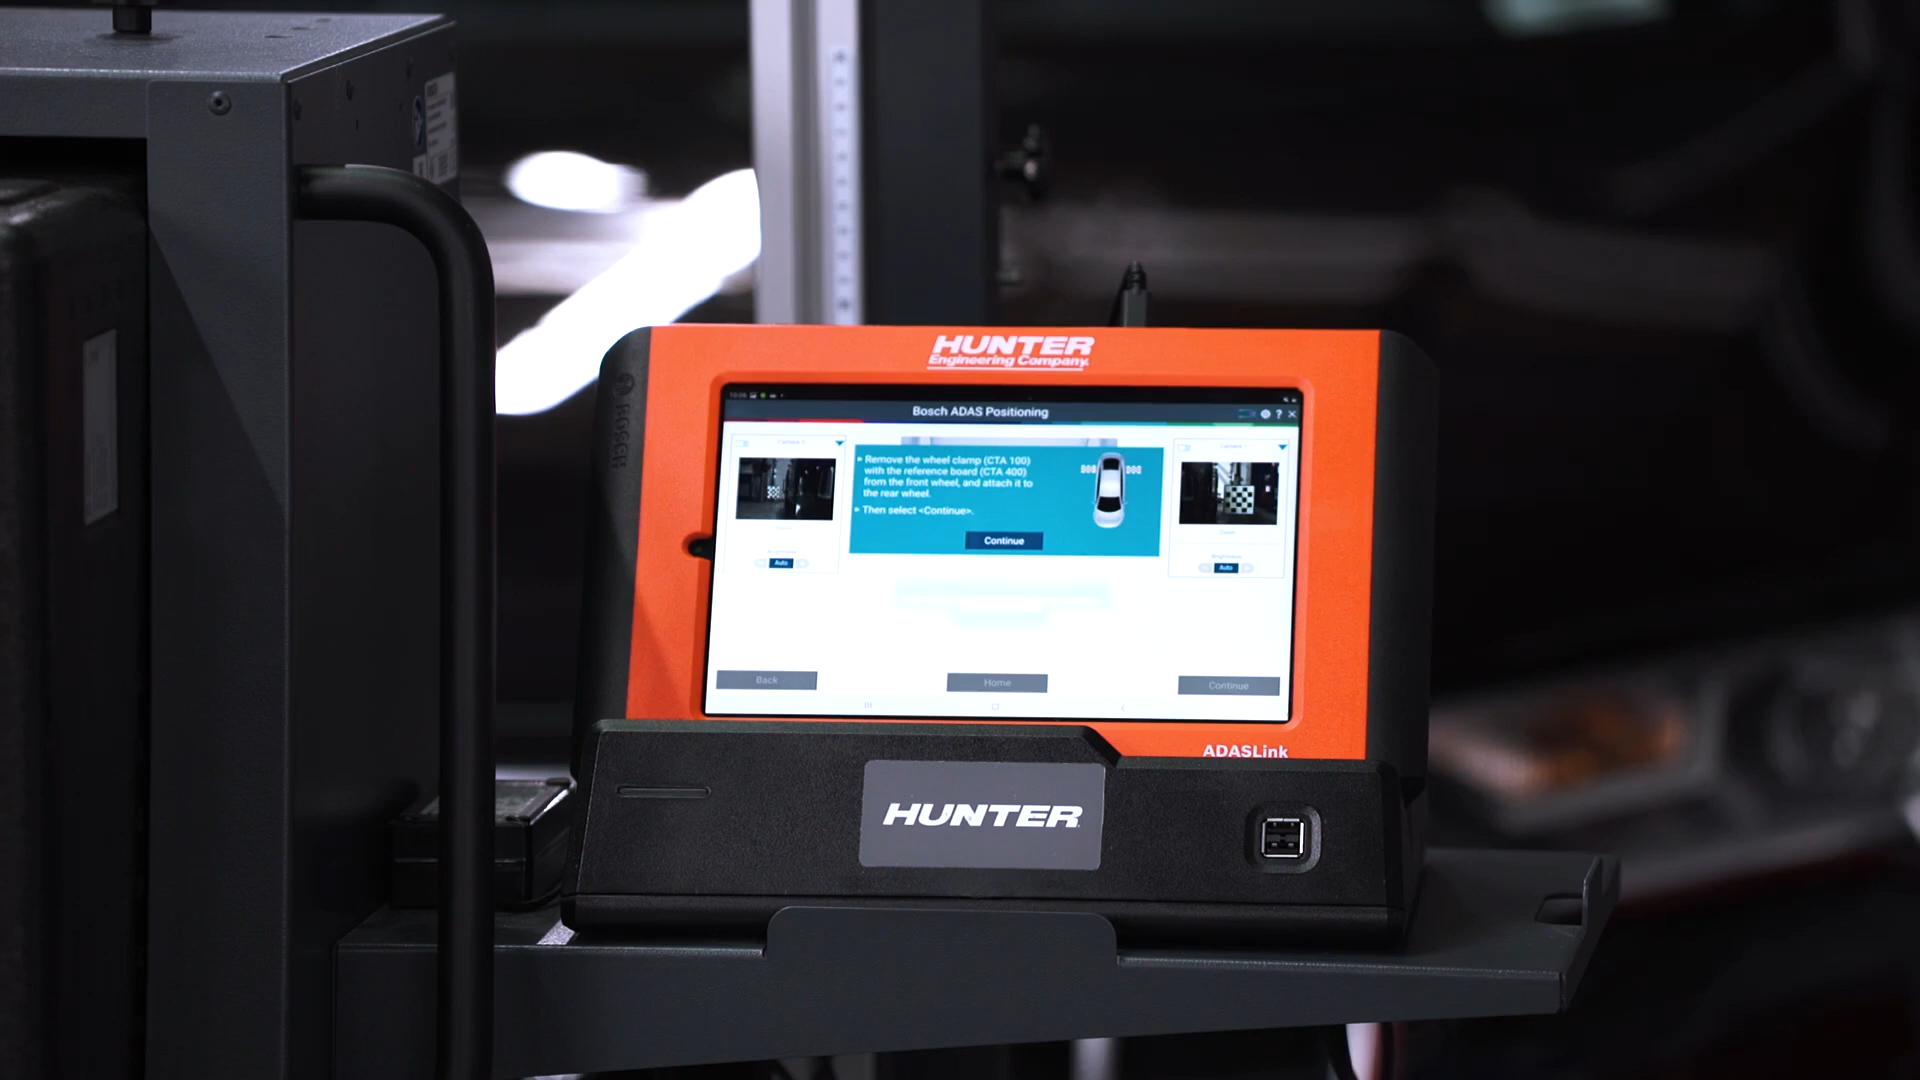 HUNTER
Engineering Company
BOSCH
Bosch ADAS Positioning
?
Remove the wheel clamp (CTA 100)
with the reference board (CTA 400)
from the front wheel, and attach it to
the rear wheel.
Then select <Continue>.
Continue
Brightness
Auto
Brightness
Auto
Back
Home
Continue
ADASLink
HUNTER